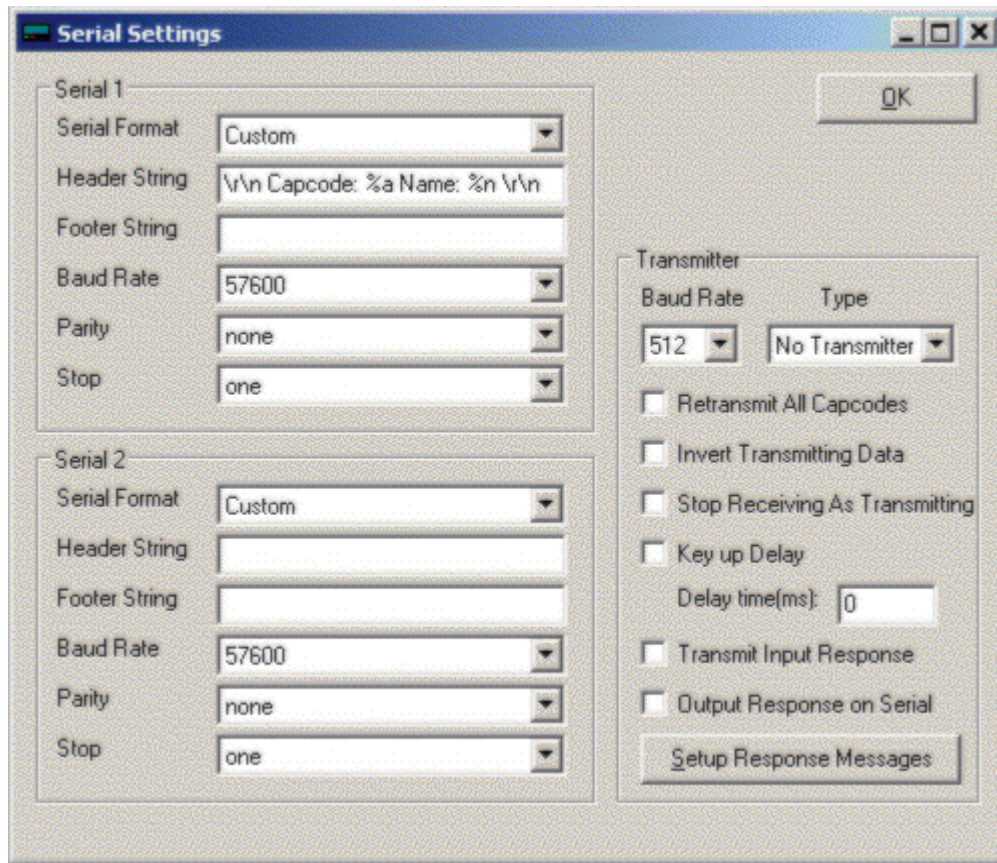 Serial Settings
OK
Serial 1
Serial Format Custom
Header String \r\n Capcode: %a Name: %n \r\n
Footer String
Baud Rate 57600
Parity none
Stop one
Serial 2
Serial Format Custom
Header String
Footer String
Baud Rate 57600
Parity none
Stop one
Transmitter
Baud Rate Type
512 No Transmitter
Retransmit All Capcodes
Invert Transmitting Data
Stop Receiving As Transmitting
Key up Delay
Delay time(ms): 0
Transmit Input Response
Output Response on Serial
Setup Response Messages